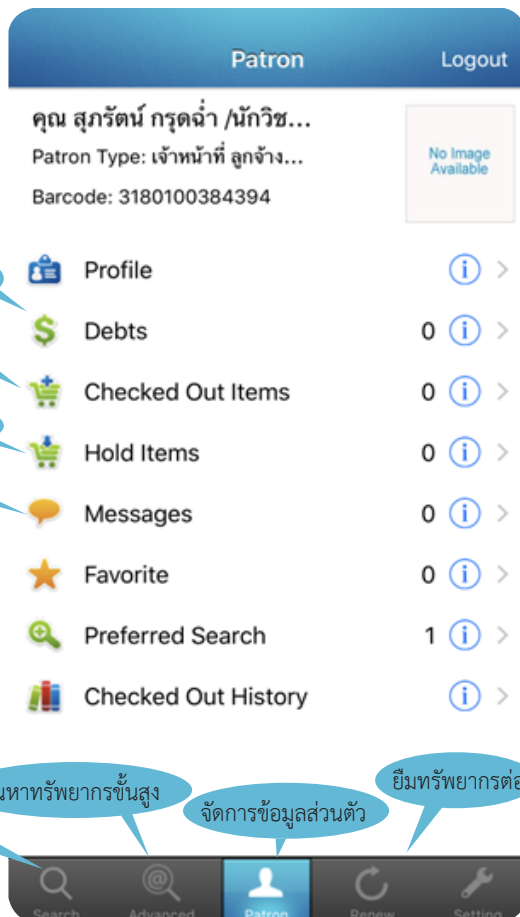 Patron
Logout
คุณ สุภรัตน์ กรุดฉ่ำ /นักวิช...
Patron Type: เจ้าหน้าที่ ลูกจ้าง...
Barcode: 3180100384394
No Image
Available
Profile
Debts 0
Checked Out Items 0
Hold Items 0
Messages 0
Favorite 0
Preferred Search 1
Checked Out History
นหาทรัพยากรขั้นสูง
จัดการข้อมูลส่วนตัว
ยืมทรัพยากรต่อ
Search
Advanced
Patron
Renew
Setting